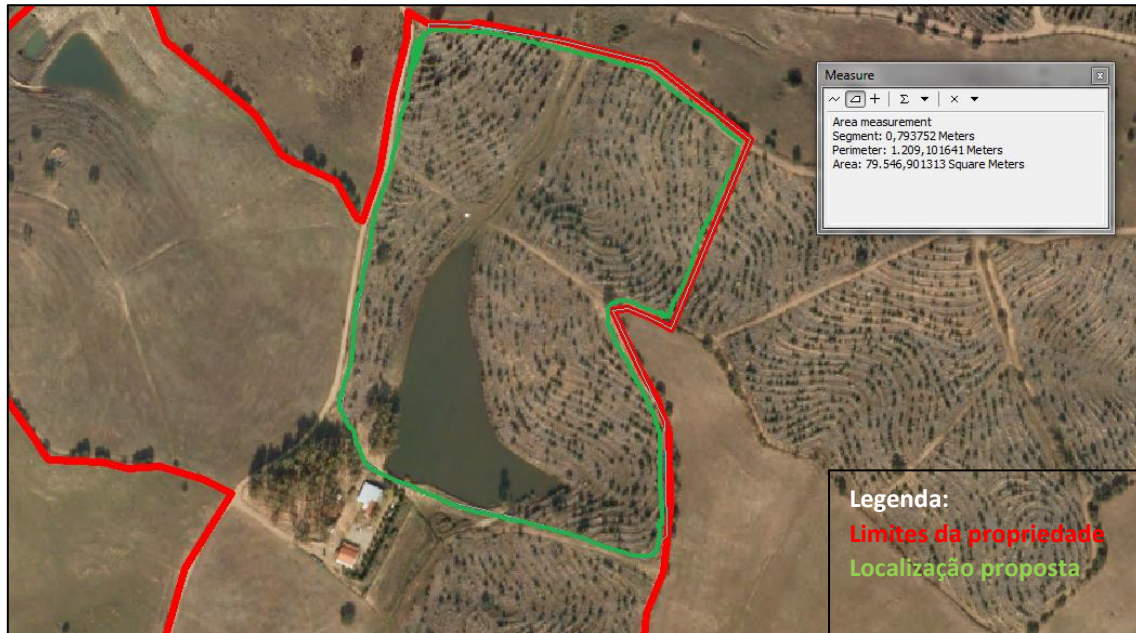 Measure
Area measurement
Segment: 0,793752 Meters
Perimeter: 1.209,101641 Meters
Area: 79.546,901313 Square Meters
Legenda:
Limites da propriedade
Localização proposta